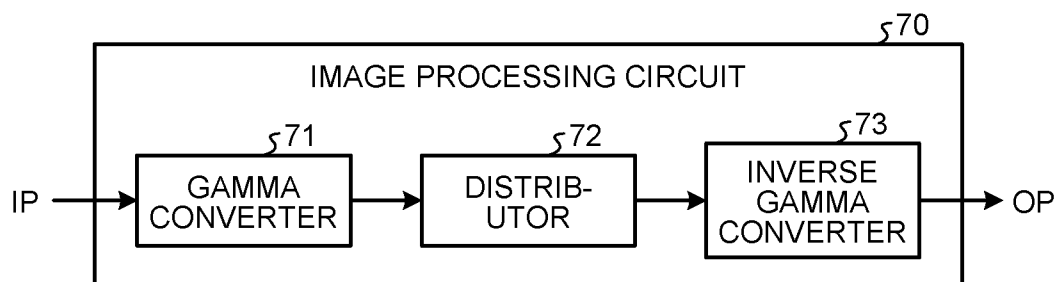 70
IMAGE PROCESSING CIRCUIT
71
72
73
IP
GAMMA
CONVERTER
DISTRIB-
UTOR
INVERSE
GAMMA
CONVERTER
OP